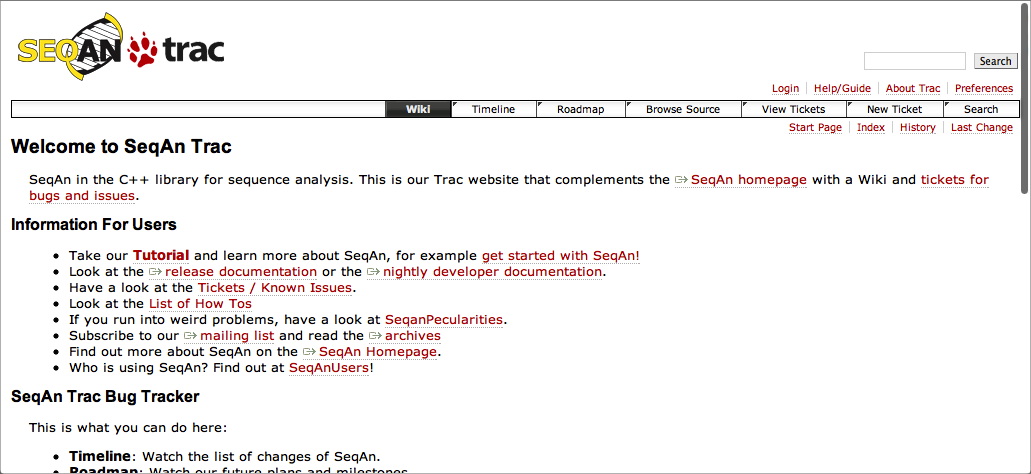 SEQAN trac
Search
Login Help/Guide About Trac Preferences
Wiki Timeline Roadmap Browse Source View Tickets New Ticket Search
Start Page Index History Last Change
Welcome to SeqAn Trac
SeqAn in the C++ library for sequence analysis. This is our Trac website that complements the SeqAn homepage with a Wiki and tickets for
bugs and issues.
Information For Users
• Take our Tutorial and learn more about SeqAn, for example get started with SeqAn!
• Look at the release documentation or the nightly developer documentation.
• Have a look at the Tickets / Known Issues.
• Look at the List of How Tos
• If you run into weird problems, have a look at SeqanPecularities.
• Subscribe to our mailing list and read the archives
• Find out more about SeqAn on the SeqAn Homepage.
• Who is using SeqAn? Find out at SeqAnUsers!
SeqAn Trac Bug Tracker
This is what you can do here:
• Timeline: Watch the list of changes of SeqAn.
• Roadmap: Watch our future plans and milestones.